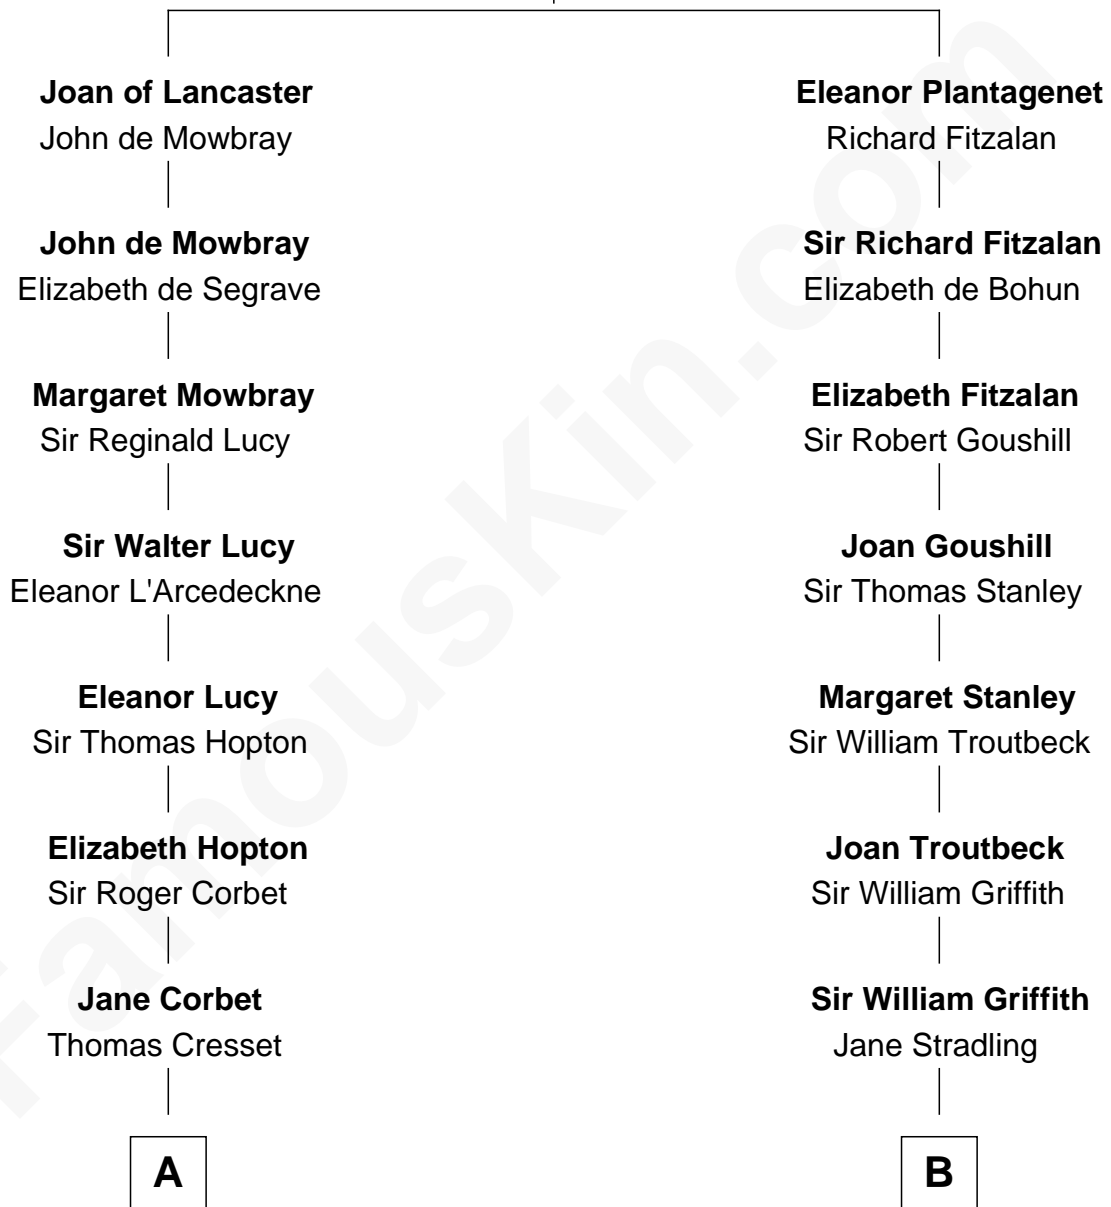 Joan of Lancaster
John de Mowbray
John de Mowbray
Elizabeth de Segrave
Margaret Mowbray
Sir Reginald Lucy
Sir Walter Lucy
Eleanor L'Arcedeckne
Eleanor Lucy
Sir Thomas Hopton
Elizabeth Hopton
Sir Roger Corbet
Jane Corbet
Thomas Cresset
A
Eleanor Plantagenet
Richard Fitzalan
Sir Richard Fitzalan
Elizabeth de Bohun
Elizabeth Fitzalan
Sir Robert Goushill
Joan Goushill
Sir Thomas Stanley
Margaret Stanley
Sir William Troutbeck
Joan Troutbeck
Sir William Griffith
Sir William Griffith
Jane Stradling
B
FamousKin.com